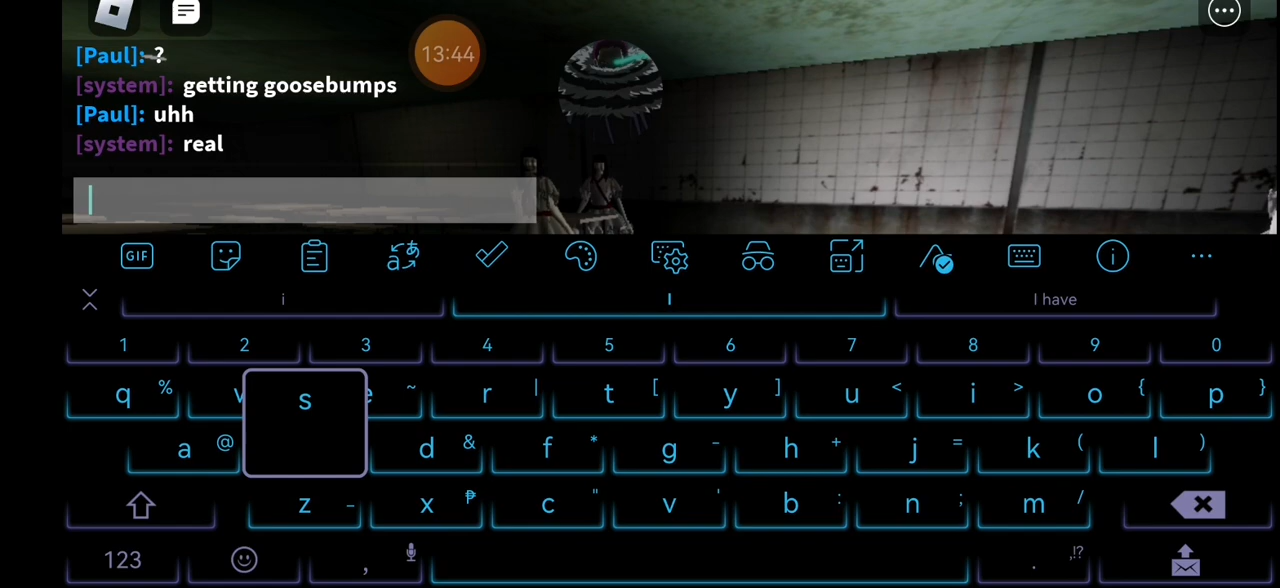 [Paul]: ?
13:44
[system]: getting goosebumps
[Paul]: uhh
[system]: real
GIF
i I I have
1 2 3 4 5 6 7 8 9 0
q % e ~ r | t [ y ] u < i > o { p }
a @ s d & f * g - h + j = k ( l )
z _ x ₱ c " v ' b : n ; m /
123 , . ,!?